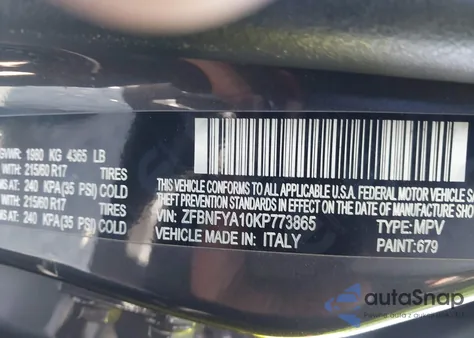 GVWR: 1980 KG 4365 LB
WITH: 215/60 R17 TIRES
AT: 240 KPA(35 PSI) COLD
WITH: 215/60 R17 TIRES
AT: 240 KPA(35 PSI) COLD
THIS VEHICLE CONFORMS TO ALL APPLICABLE U.S.A. FEDERAL MOTOR VEHICLE
THEFT STANDARDS IN EFFECT ON THE DATE OF MANUFACTURE SHO
VIN: ZFBNFYA10KP773865 TYPE: MPV
VEHICLE MADE IN: ITALY PAINT: 679
autoSnap